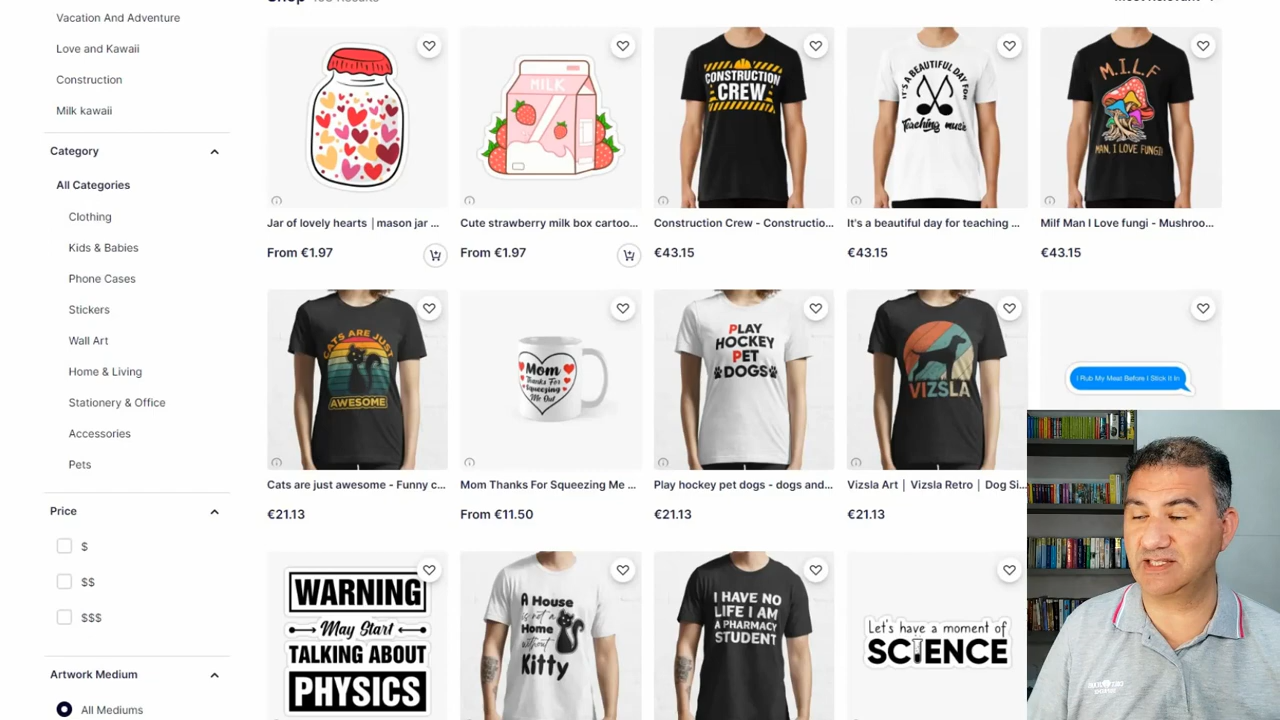 Vacation And Adventure
Love and Kawaii
Construction
Milk kawaii
Category
All Categories
Clothing
Kids & Babies
Phone Cases
Stickers
Wall Art
Home & Living
Stationery & Office
Accessories
Pets
Price
$
$$
$$$
Artwork Medium
All Mediums
MILK
CONSTRUCTION
CREW
IT'S A BEAUTIFUL DAY FOR
Teaching music
M.I.L.F
MAN, I LOVE FUNGI
Jar of lovely hearts | mason jar ...
Cute strawberry milk box cartoo...
Construction Crew - Constructio...
It's a beautiful day for teaching ...
Milf Man I Love fungi - Mushroo...
From €1.97
From €1.97
€43.15
€43.15
€43.15
CATS ARE JUST
AWESOME
Mom
Thanks For
Squeezing
Me Out
PLAY
HOCKEY
PET
DOGS
VIZSLA
I Rub My Meat Before I Stick It In
Cats are just awesome - Funny c...
Mom Thanks For Squeezing Me ...
Play hockey pet dogs - dogs and...
Vizsla Art | Vizsla Retro | Dog Si...
€21.13
From €11.50
€21.13
€21.13
WARNING
May Start
TALKING ABOUT
PHYSICS
A House
is not a
Home
without
Kitty
I HAVE NO
LIFE I AM
A PHARMACY
STUDENT
Let's have a moment of
SCIENCE